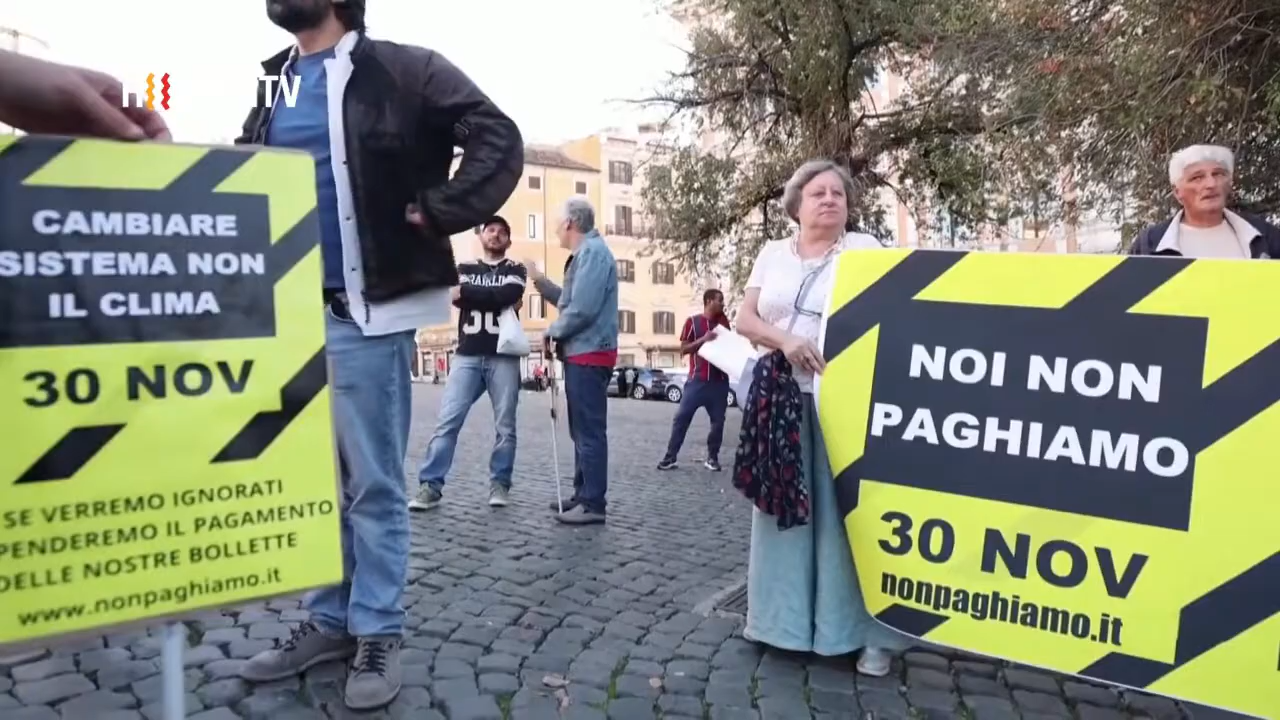 CAMBIARE
SISTEMA NON
IL CLIMA
30 NOV
SE VERREMO IGNORATI
PENDEREMO IL PAGAMENTO
DELLE NOSTRE BOLLETTE
www.nonpaghiamo.it
NOI NON
PAGHIAMO
30 NOV
nonpaghiamo.it